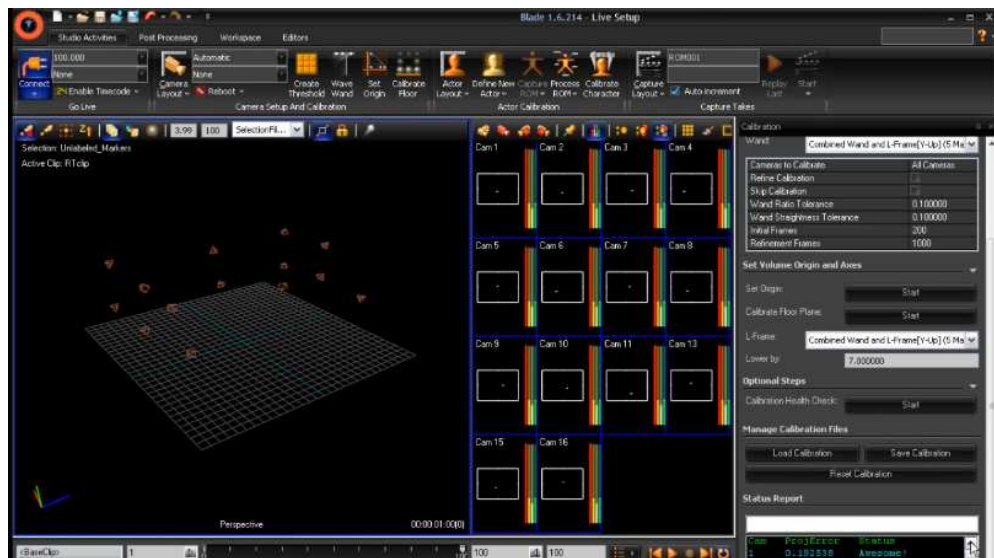 Blade 1.6.214 - Live Setup
Studio Activities Post Processing Workspace Editors
100.000
None
Connect
Enable Timecode
Go Live
Automatic
None
Camera Layout
Reboot
Create Threshold
Wave Wand
Set Origin
Calibrate Floor
Camera Setup And Calibration
Actor Layout
Define New Actor
Capture ROM
Process ROM
Calibrate Character
Actor Calibration
Capture Layout
ROM001
Auto increment
Replay Last
Start
Capture Takes
3.99 100 SelectionFil...
Selection: Unlabeled_Markers
Active Clip: RTclip
Perspective
00:00:01:00(0)
Cam 1 Cam 2 Cam 3 Cam 4
Cam 5 Cam 6 Cam 7 Cam 8
Cam 9 Cam 10 Cam 11 Cam 13
Cam 15 Cam 16
Calibration
Wand Combined Wand and L-Frame[Y-Up] (5 Ma
Cameras to Calibrate All Cameras
Refine Calibration
Skip Calibration
Wand Ratio Tolerance 0.100000
Wand Straightness Tolerance 0.100000
Initial Frames 200
Refinement Frames 1000
Set Volume Origin and Axes
Set Origin: Start
Calibrate Floor Plane: Start
L-Frame: Combined Wand and L-Frame[Y-Up] (5 Ma
Lower by: 7.000000
Optional Steps
Calibration Health Check: Start
Manage Calibration Files
Load Calibration Save Calibration
Reset Calibration
Status Report
Cam ProjError Status
1 0.192538 Awesome!
<BaseClip> 1 100 100